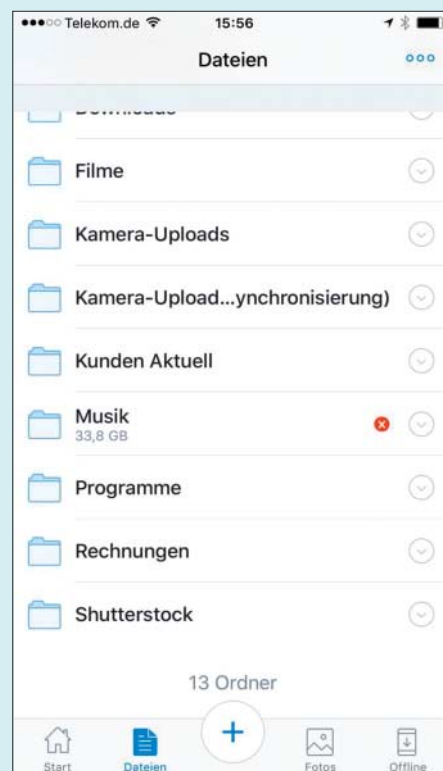 Telekom.de 15:56
Dateien
Downloads
Filme
Kamera-Uploads
Kamera-Upload...ynchronisierung)
Kunden Aktuell
Musik
33,8 GB
Programme
Rechnungen
Shutterstock
13 Ordner
Start Dateien + Fotos Offline